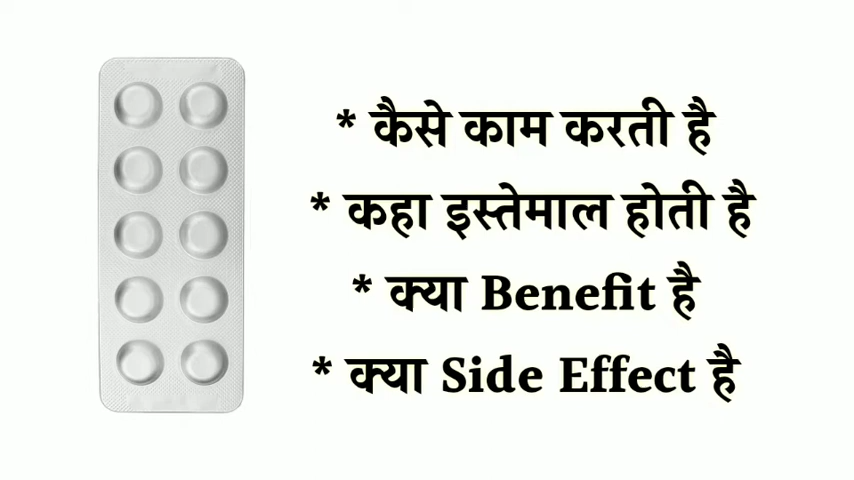 * कैसे काम करती है
* कहा इस्तेमाल होती है
* क्या Benefit है
* क्या Side Effect है